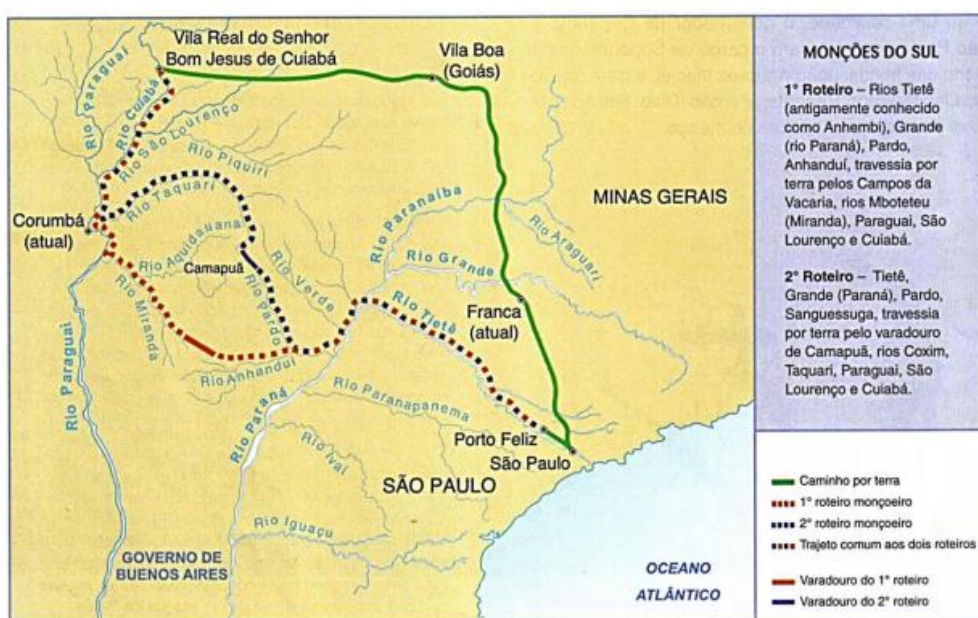 Vila Real do Senhor
Bom Jesus de Cuiabá
Vila Boa
(Goiás)
Rio Paraguai
Rio Cuiabá
Rio São Lourenço
Rio Piquiri
Rio Taquari
Corumbá
(atual)
Rio Aquidauana
Camapuã
Rio Verde
Rio Pardo
Rio Miranda
Rio Anhanduí
Rio Paranaíba
Rio Grande
Rio Araguari
MINAS GERAIS
Franca
(atual)
Rio Tietê
Rio Paraguai
Rio Paraná
Rio Paranapanema
Porto Feliz
São Paulo
Rio Ivaí
SÃO PAULO
Rio Iguaçu
GOVERNO DE
BUENOS AIRES
OCEANO
ATLÂNTICO
MONÇÕES DO SUL
1º Roteiro – Rios Tietê
(antigamente conhecido
como Anhembi), Grande
(rio Paraná), Pardo,
Anhanduí, travessia por
terra pelos Campos da
Vacaria, rios Mboteteu
(Miranda), Paraguai, São
Lourenço e Cuiabá.
2º Roteiro – Tietê,
Grande (Paraná), Pardo,
Sanguessuga, travessia
por terra pelo varadouro
de Camapuã, rios Coxim,
Taquari, Paraguai, São
Lourenço e Cuiabá.
Caminho por terra
1º roteiro monçoeiro
2º roteiro monçoeiro
Trajeto comum aos dois roteiros
Varadouro do 1º roteiro
Varadouro do 2º roteiro